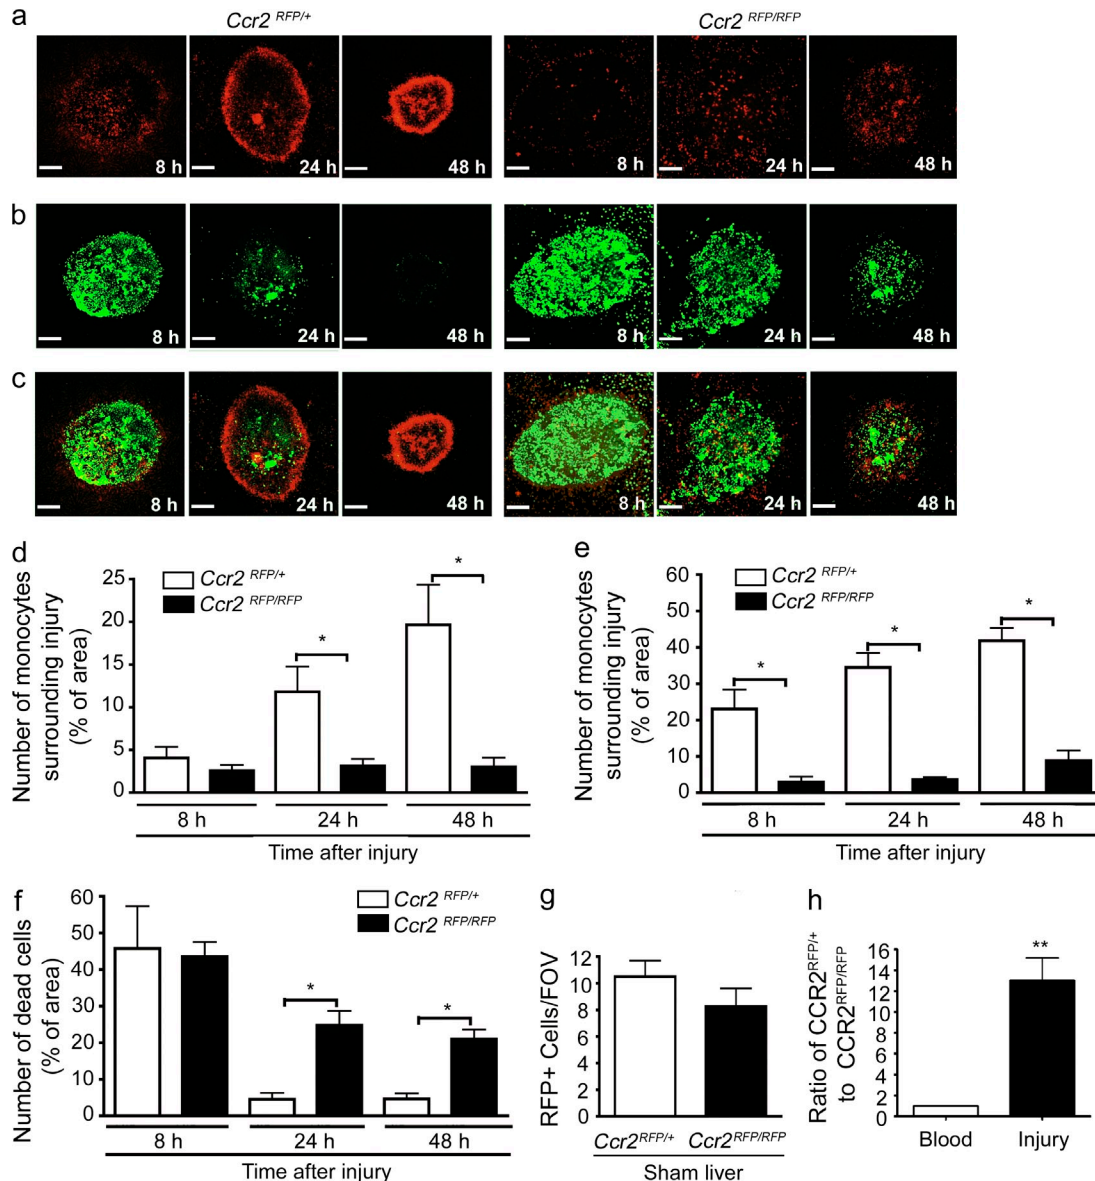 a
Ccr2 RFP/+
Ccr2 RFP/RFP
8 h
24 h
48 h
8 h
24 h
48 h
b
8 h
24 h
48 h
8 h
24 h
48 h
c
8 h
24 h
48 h
8 h
24 h
48 h
d
Number of monocytes
surrounding injury
(% of area)
25
20
15
10
5
0
Ccr2 RFP/+
Ccr2 RFP/RFP
*
*
8 h
24 h
48 h
Time after injury
e
Number of monocytes
surrounding injury
(% of area)
60
50
40
30
20
10
0
Ccr2 RFP/+
Ccr2 RFP/RFP
*
*
*
8 h
24 h
48 h
Time after injury
f
Number of dead cells
(% of area)
60
50
40
30
20
10
0
Ccr2 RFP/+
Ccr2 RFP/RFP
*
*
8 h
24 h
48 h
Time after injury
g
RFP+ Cells/FOV
12
10
8
6
4
2
0
Ccr2RFP/+
Ccr2RFP/RFP
Sham liver
h
Ratio of CCR2RFP/+
to CCR2RFP/RFP
16
14
12
10
8
6
4
2
0
**
Blood
Injury